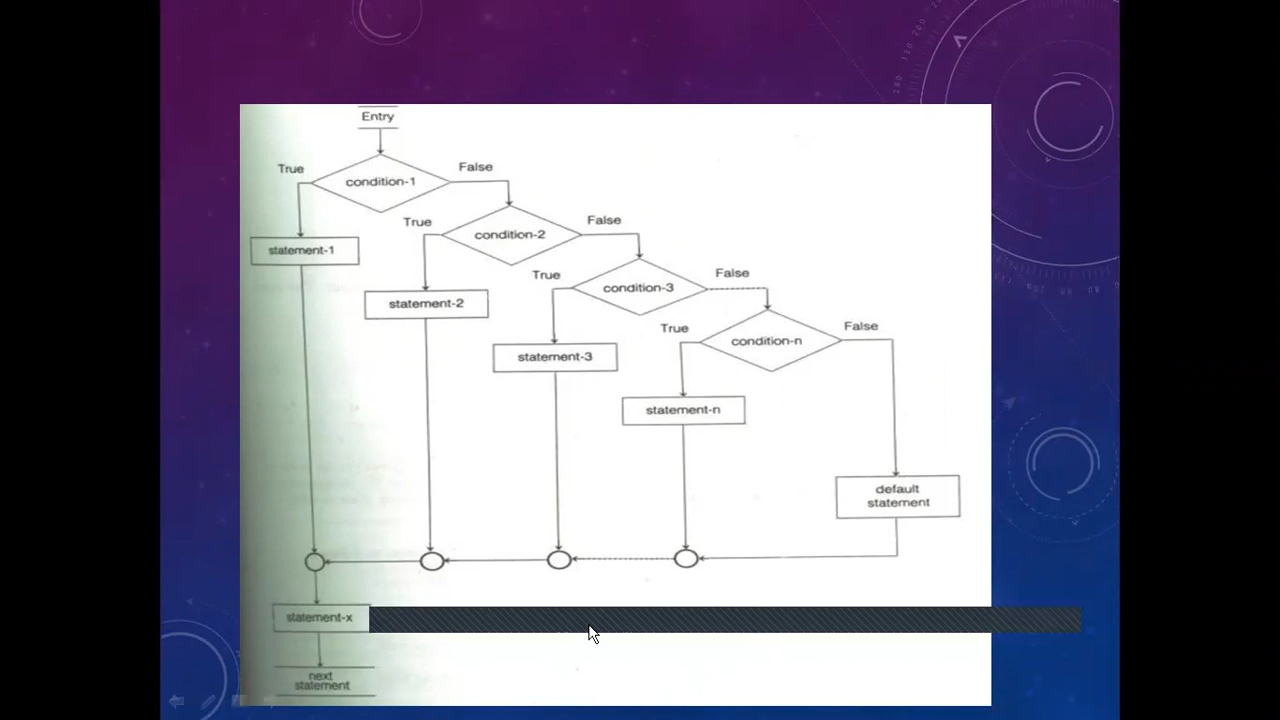 Entry
True
False
condition-1
True
False
statement-1
condition-2
True
False
statement-2
condition-3
True
False
statement-3
condition-n
statement-n
default
statement
statement-x
next
statement